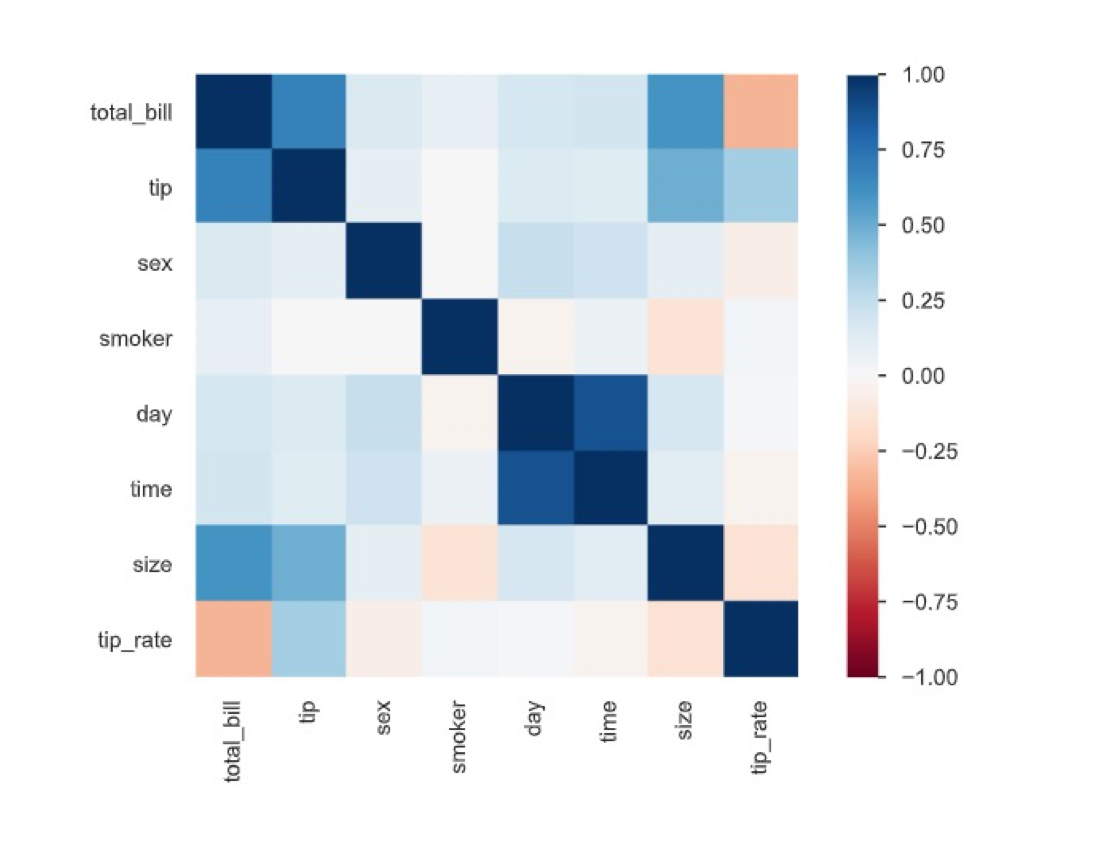 total_bill
tip
sex
smoker
day
time
size
tip_rate
total_bill
tip
sex
smoker
day
time
size
tip_rate
1.00
0.75
0.50
0.25
0.00
−0.25
−0.50
−0.75
−1.00